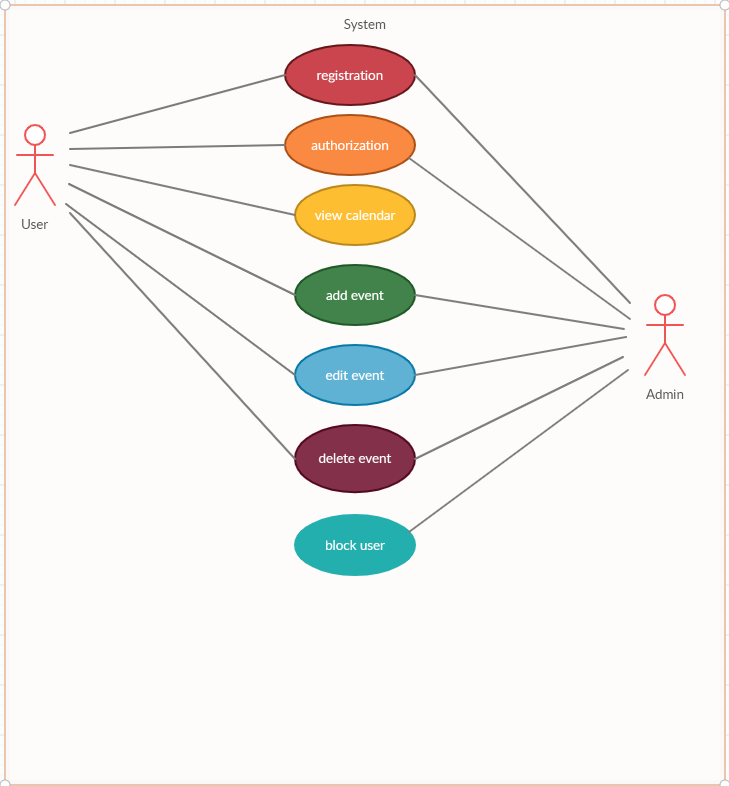 System
registration
authorization
view calendar
User
add event
edit event
Admin
delete event
block user